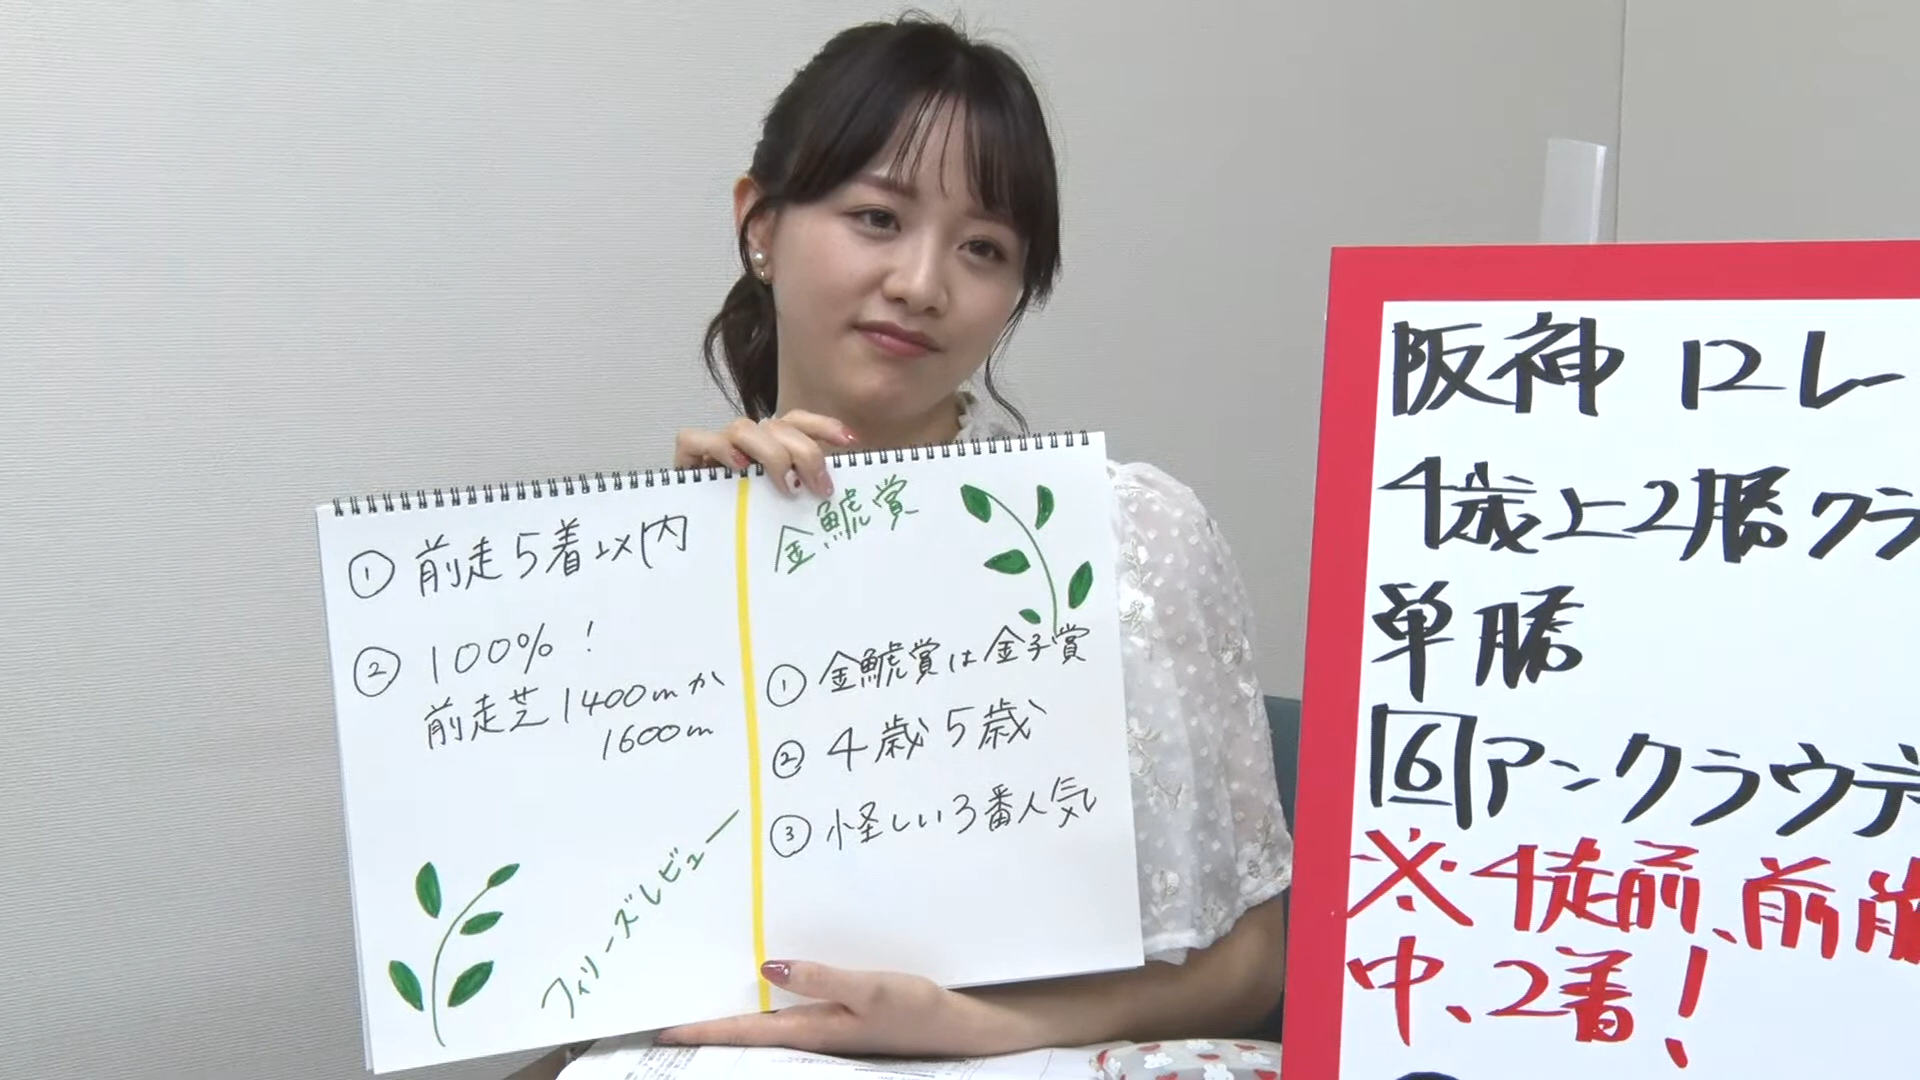 ① 前走5着以内
② 100%!
前走芝1400mか
1600m
フィリーズレビュー
金鯱賞
① 金鯱賞は金子賞
② 4歳5歳
③ 怪しい3番人気
阪神 12レー
4歳上2勝クラ
単勝
6アンクラウデ
※4走前、前前
中、2着!